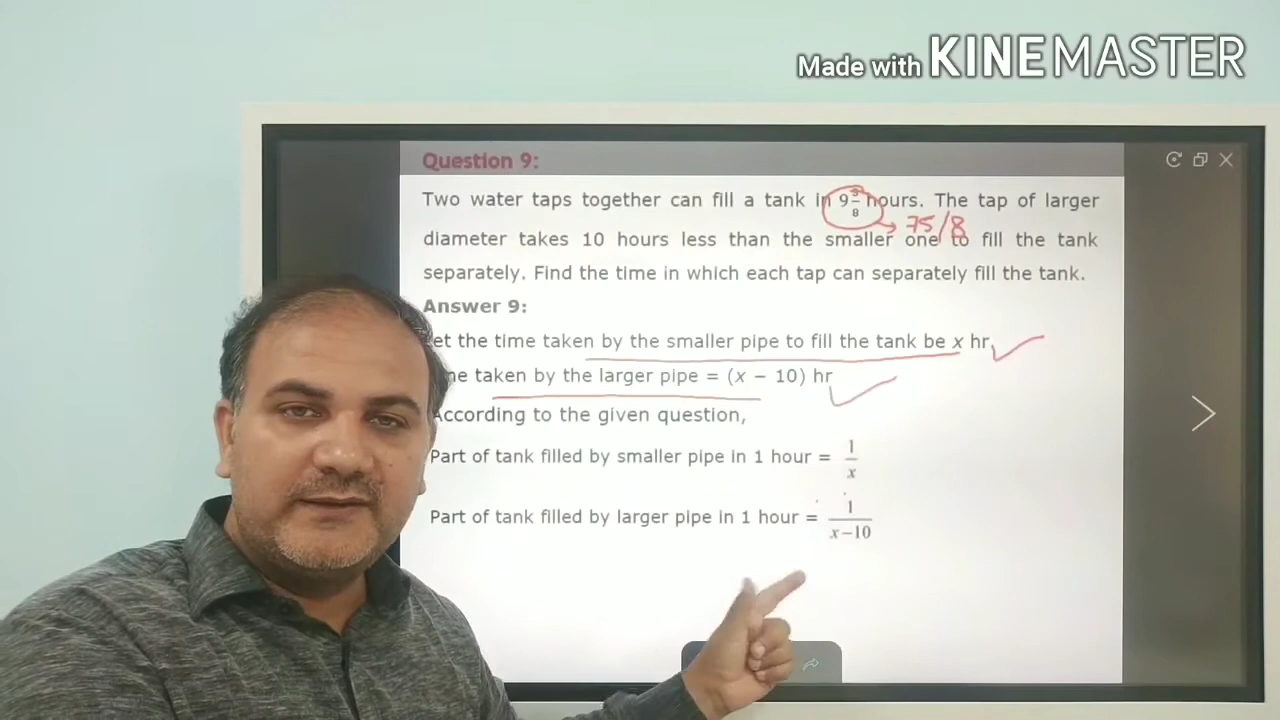 Made with KINEMASTER
Question 9:
Two water taps together can fill a tank in 9 3/8 hours. The tap of larger
75/8
diameter takes 10 hours less than the smaller one to fill the tank
separately. Find the time in which each tap can separately fill the tank.
Answer 9:
et the time taken by the smaller pipe to fill the tank be x hr
me taken by the larger pipe = (x − 10) hr
According to the given question,
Part of tank filled by smaller pipe in 1 hour = 1/x
Part of tank filled by larger pipe in 1 hour = 1/(x−10)